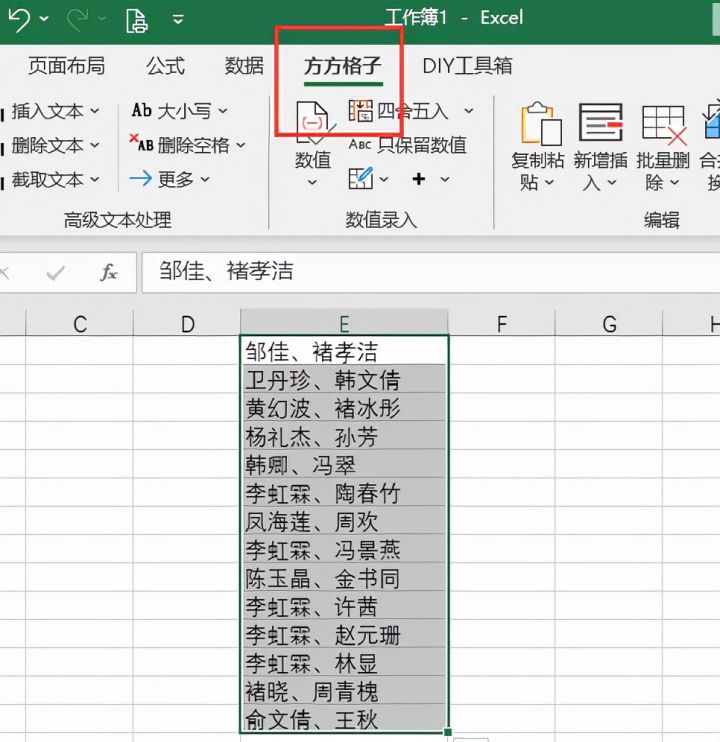 工作簿1 - Excel
页面布局 公式 数据 方方格子 DIY工具箱
插入文本 Ab 大小写 四舍五入
删除文本 AB 删除空格 ABC 只保留数值
数值
截取文本 更多 +
复制粘贴 新增插入 批量删除
高级文本处理 数值录入 编辑
fx 邹佳、褚孝洁
C D E F G H
邹佳、褚孝洁
卫丹珍、韩文倩
黄幻波、褚冰彤
杨礼杰、孙芳
韩卿、冯翠
李虹霖、陶春竹
凤海莲、周欢
李虹霖、冯景燕
陈玉晶、金书同
李虹霖、许茜
李虹霖、赵元珊
李虹霖、林显
褚晓、周青槐
俞文倩、王秋